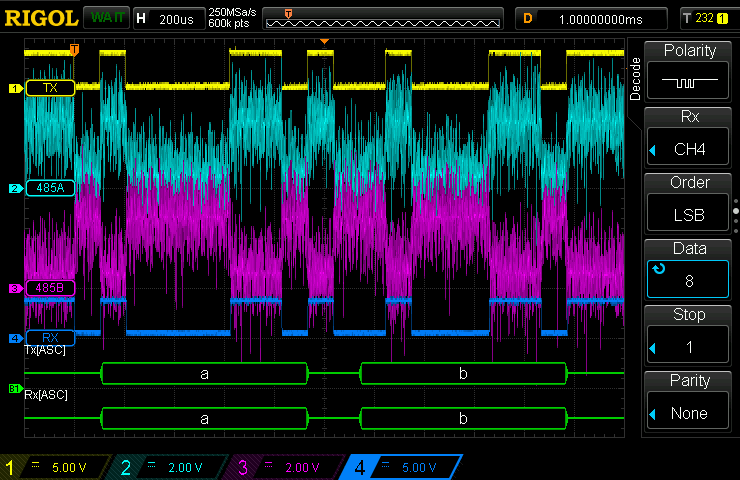 RIGOL WAIT H 200us 250MSa/s 600k pts T D 1.00000000ms T 232 1
T
Decode
Polarity
Rx
CH4
Order
LSB
Data
8
Stop
1
Parity
None
1 TX
2 485A
3 485B
4 RX
Tx[ASC]
a b
B1
Rx[ASC]
a b
1 5.00 V 2 2.00 V 3 2.00 V 4 5.00 V